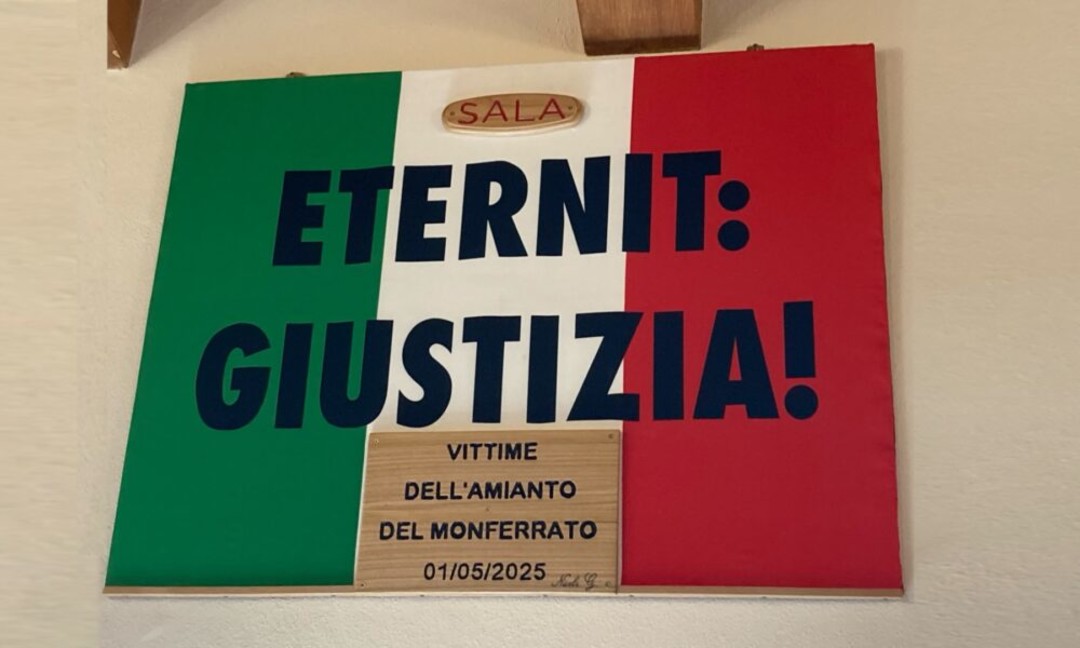 SALA
ETERNIT:
GIUSTIZIA!
VITTIME
DELL'AMIANTO
DEL MONFERRATO
01/05/2025